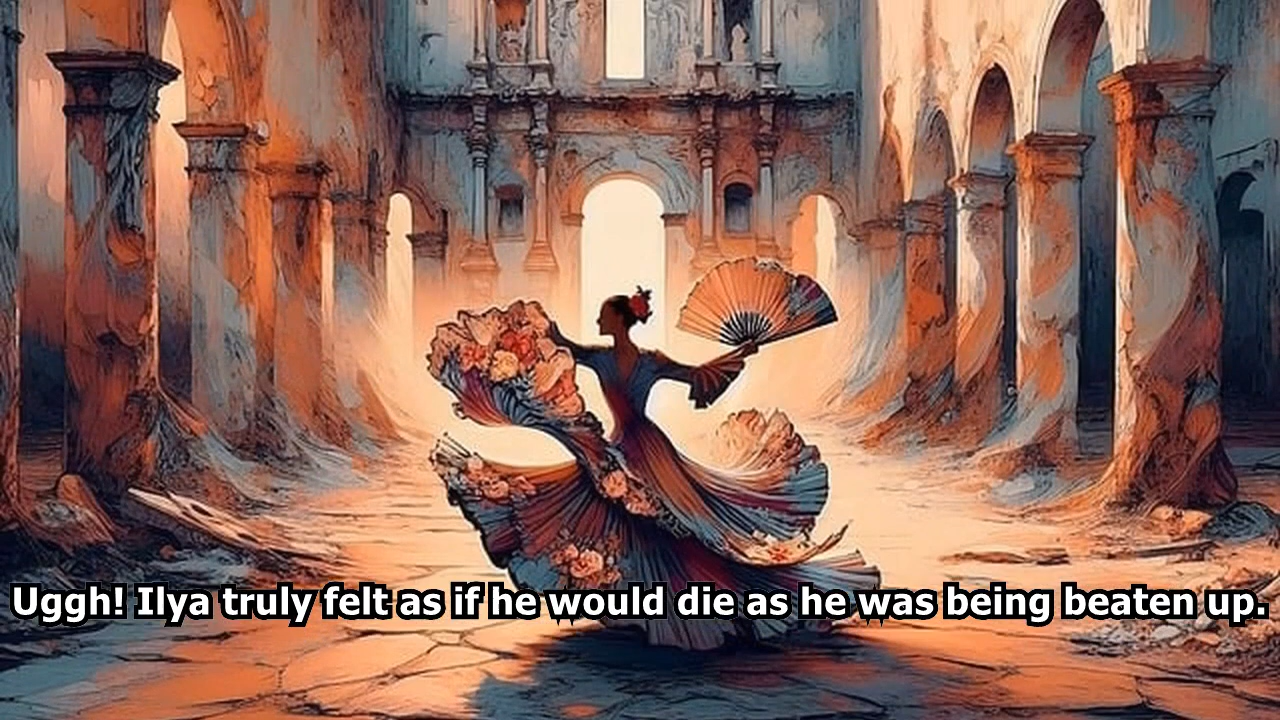 Uggh! Ilya truly felt as if he would die as he was being beaten up.